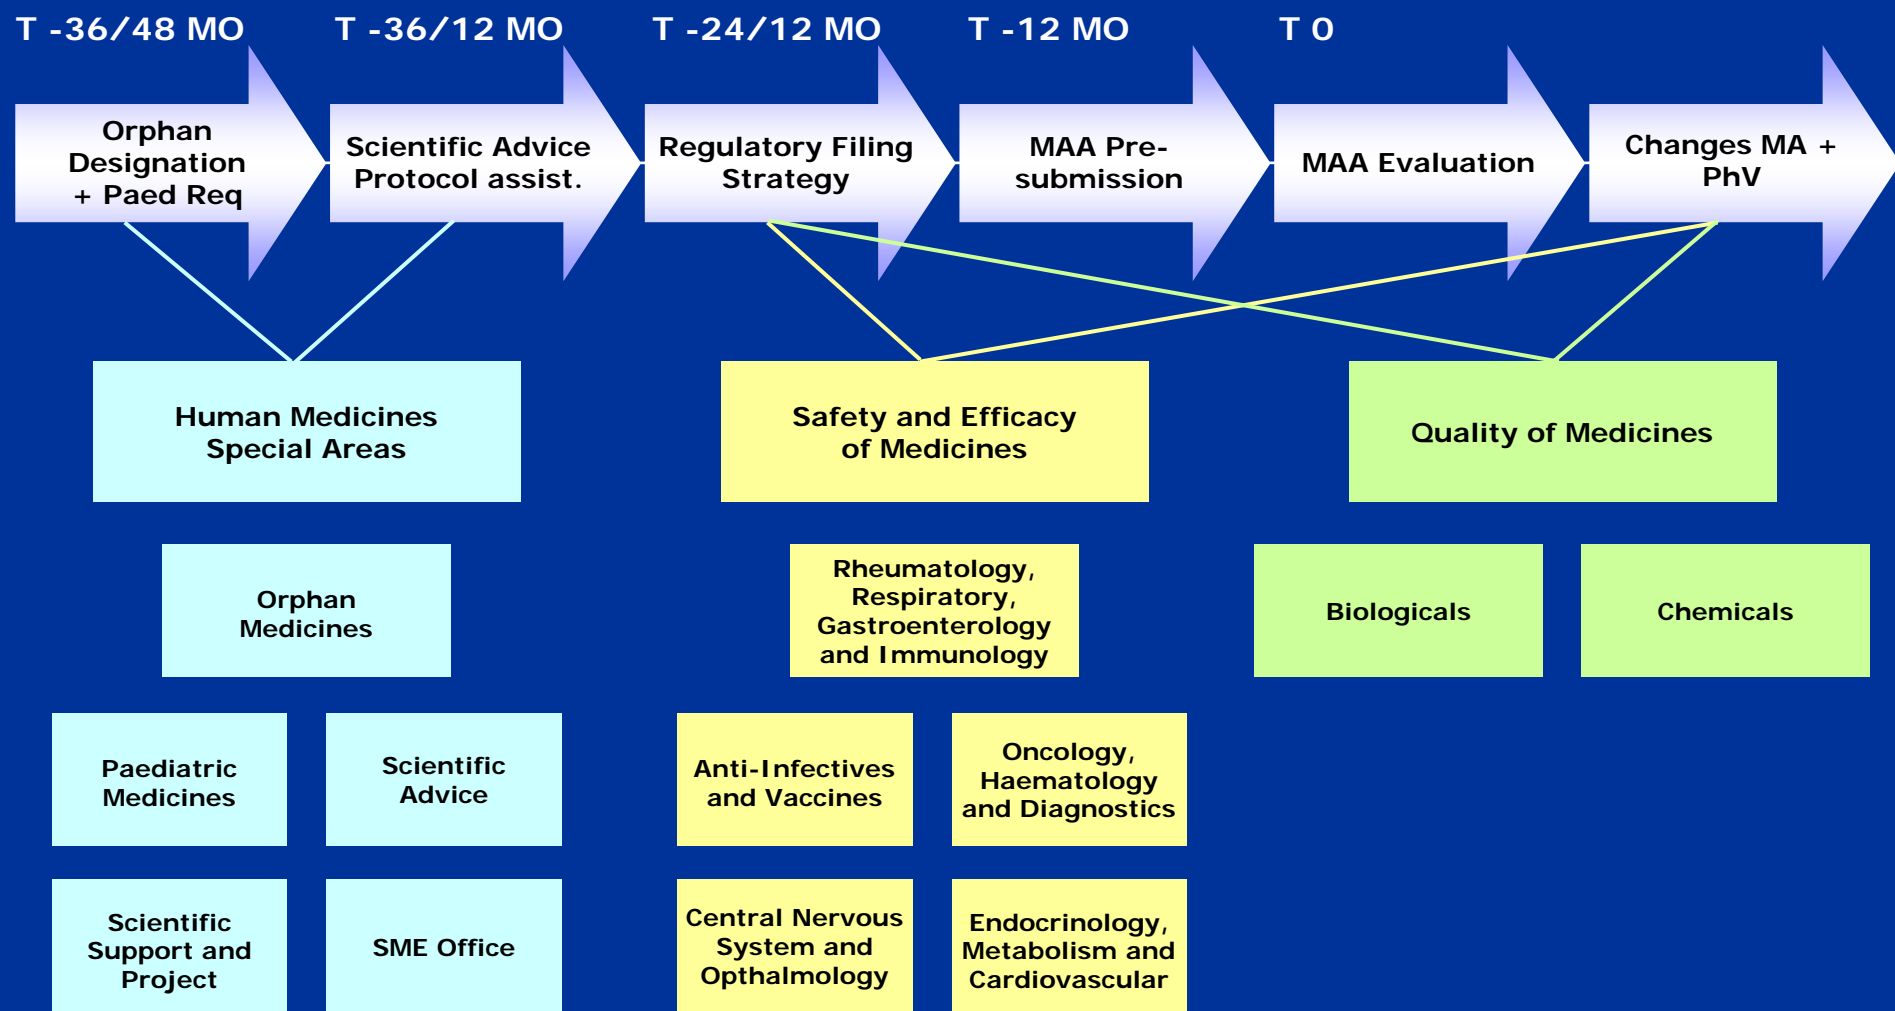 T -36/48 MO
T -36/12 MO
T -24/12 MO
T -12 MO
T 0
Orphan
Designation
+ Paed Req
Scientific Advice
Protocol assist.
Regulatory Filing
Strategy
MAA Pre-
submission
MAA Evaluation
Changes MA +
PhV
Human Medicines
Special Areas
Safety and Efficacy
of Medicines
Quality of Medicines
Orphan
Medicines
Rheumatology,
Respiratory,
Gastroenterology
and Immunology
Biologicals
Chemicals
Paediatric
Medicines
Scientific
Advice
Anti-Infectives
and Vaccines
Oncology,
Haematology
and Diagnostics
Scientific
Support and
Project
SME Office
Central Nervous
System and
Opthalmology
Endocrinology,
Metabolism and
Cardiovascular